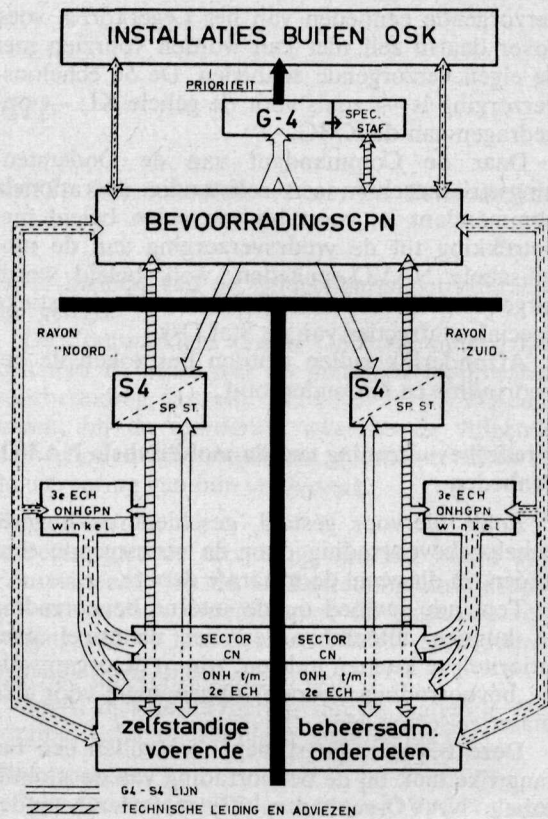 INSTALLATIES BUITEN OSK
PRIORITEIT
G-4
SPEC.
STAF
BEVOORRADINGSGPN
RAYON
"NOORD"
RAYON
"ZUID"
S4
SP. ST.
S4
SP. ST.
3e ECH
ONHGPN
winkel
3e ECH
ONHGPN
winkel
SECTOR
CN
SECTOR
CN
ONH t/m
2e ECH
ONH t/m
2e ECH
zelfstandige
voerende
beheersadm.
onderdelen
G4 - S4 LIJN
TECHNISCHE LEIDING EN ADVIEZEN